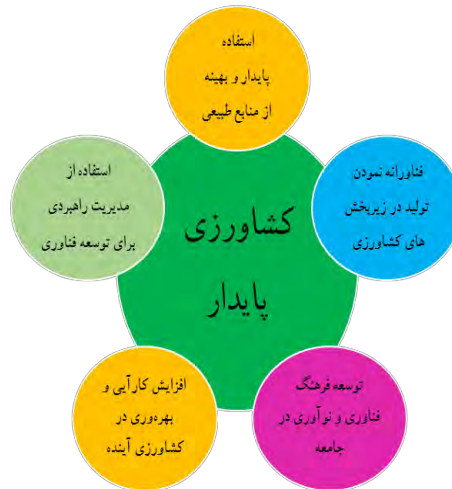 استفاده
پایدار و بهینه
از منابع طبیعی
فناورانه نمودن
تولید در زیربخش
های کشاورزی
استفاده از
مدیریت راهبردی
برای توسعه فناوری
کشاورزی
پایدار
توسعه فرهنگ
فناوری و نوآوری در
جامعه
افزایش کارآیی و
بهره‌وری در
کشاورزی آینده